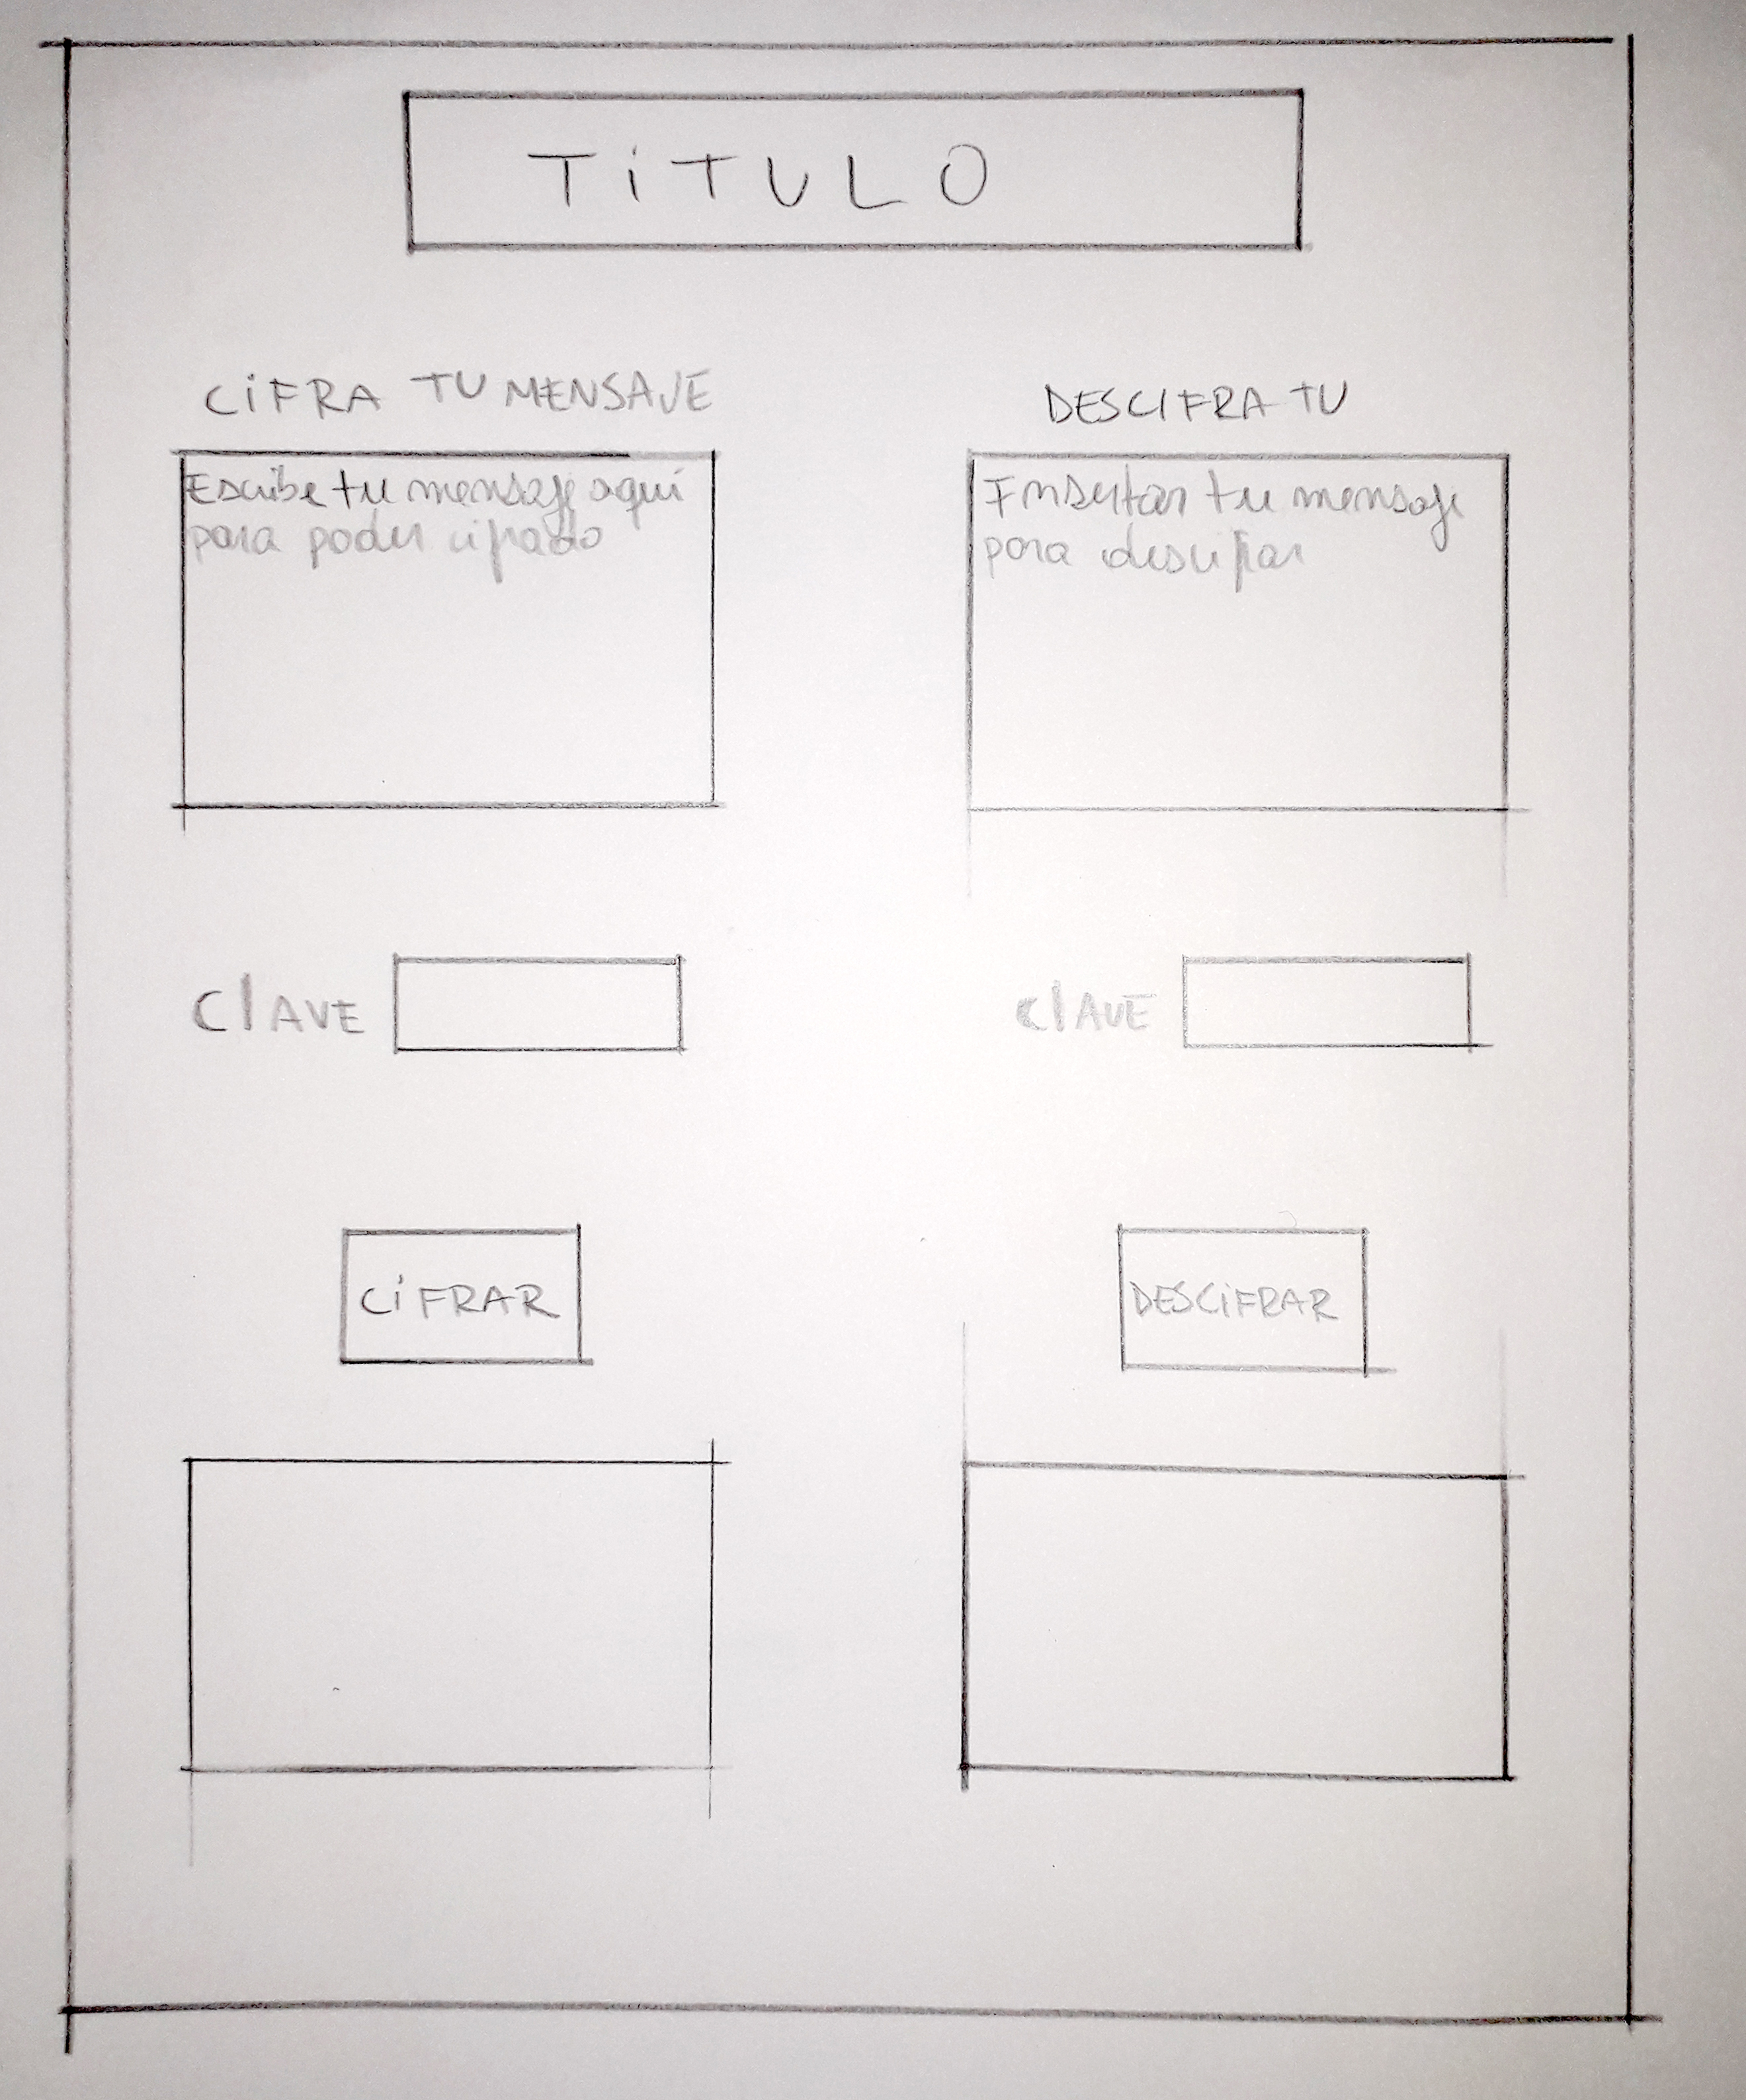 TiTULO
CiFRA TU MENSAJE
Escribe tu mensaje aquí
para poder cifrado
CLAVE
CiFRAR
DESCIFRA TU
Insertar tu mensaje
para descifrar
CLAVE
DESCiFRAR